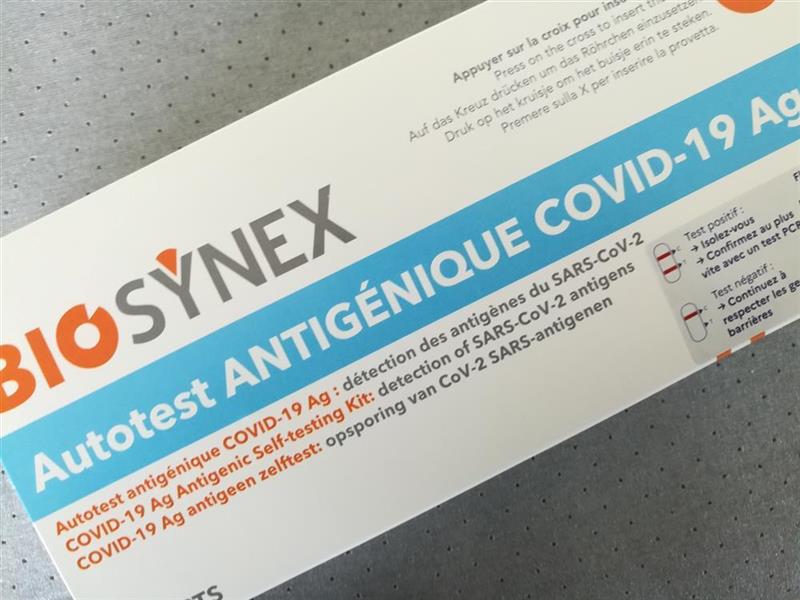 Appuyer sur la croix pour
Press on the cross to insert
Auf das Kreuz drücken um das Röhrchen einzusetzen
Druk op het kruisje om het buisje erin te steken.
Premere sulla X per inserire la provetta.
BIOSYNEX
Autotest ANTIGÉNIQUE COVID-19 Ag
Autotest antigénique COVID-19 Ag : détection des antigènes du SARS-CoV-2
COVID-19 Ag Antigenic Self-testing Kit: detection of SARS-CoV-2 antigens
COVID-19 Ag antigeen zelftest: opsporing van CoV-2 SARS-antigenen
Test positif :
→ Isolez-vous
→ Confirmez au plus
vite avec un test PCR
C
T
Test négatif :
→ Continuez à
respecter les
barrières
C
T